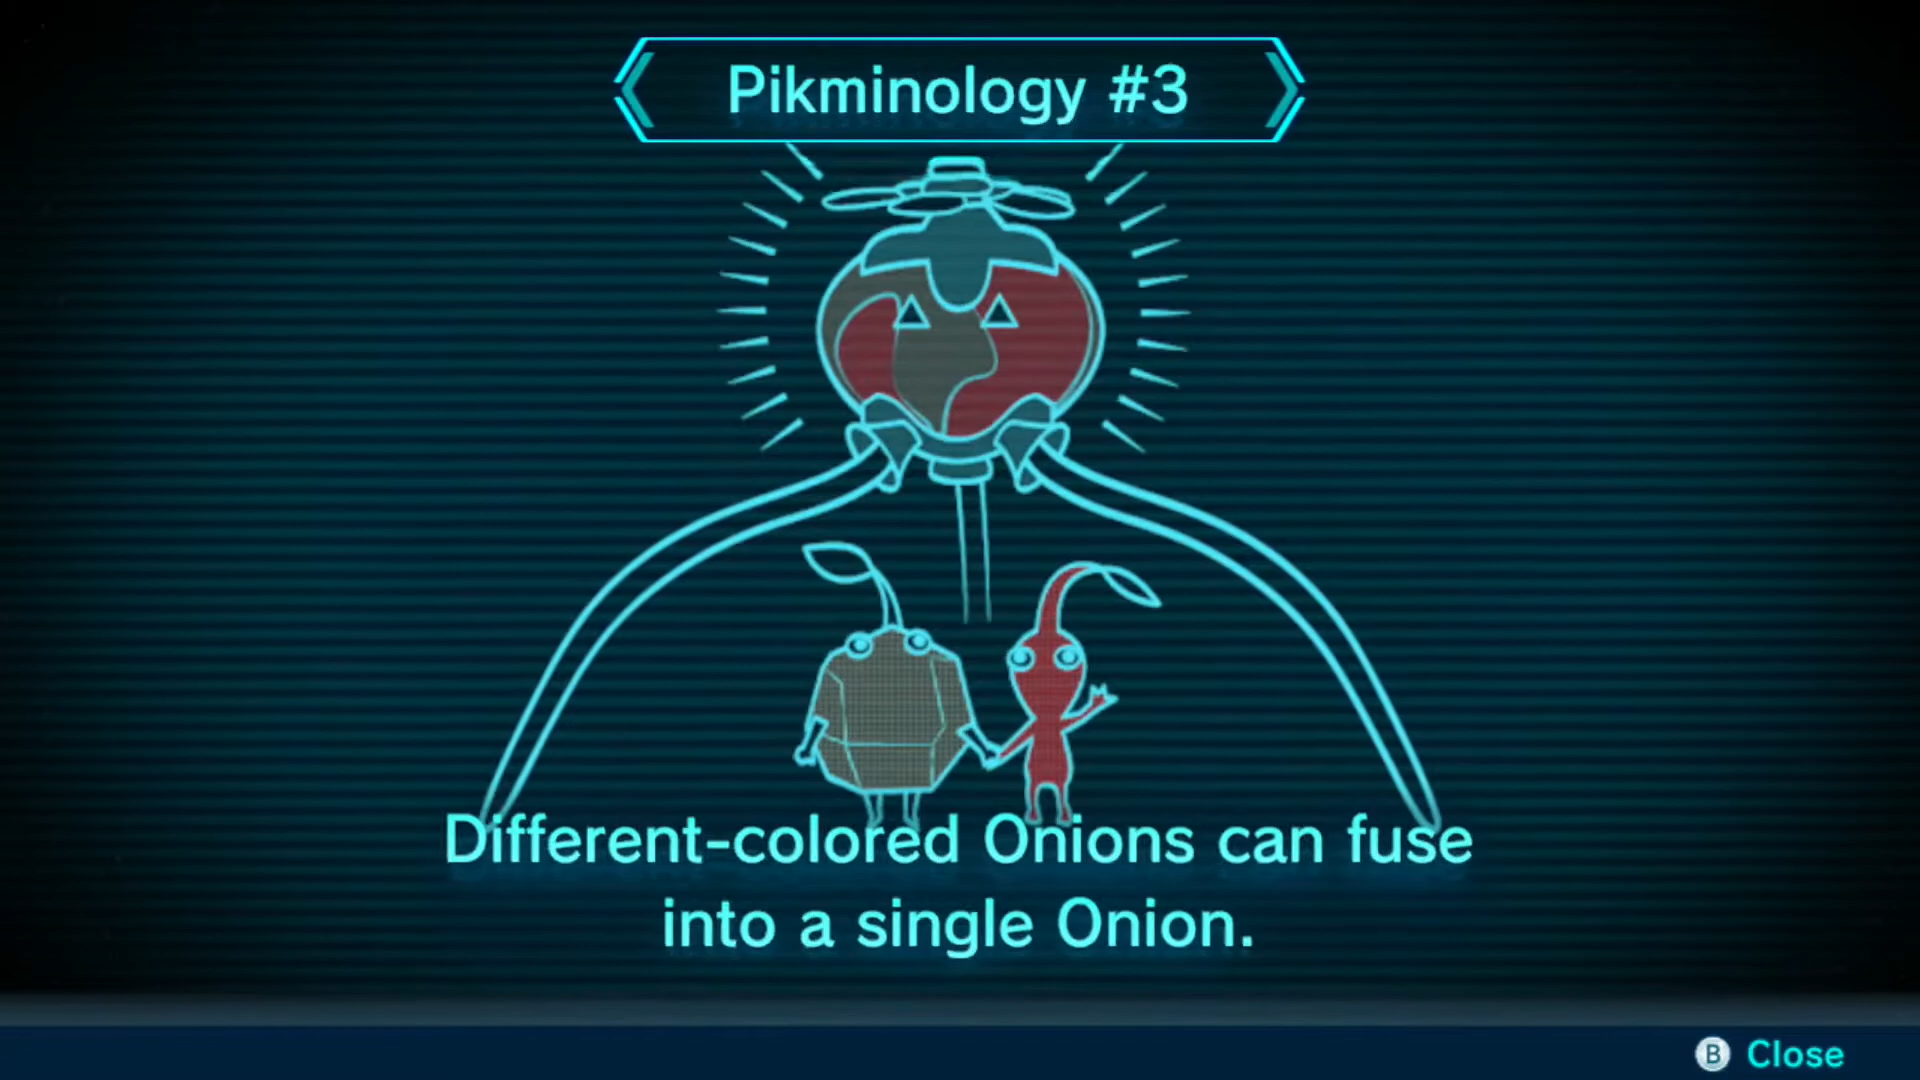 Pikminology #3
Different-colored Onions can fuse
into a single Onion.
B Close